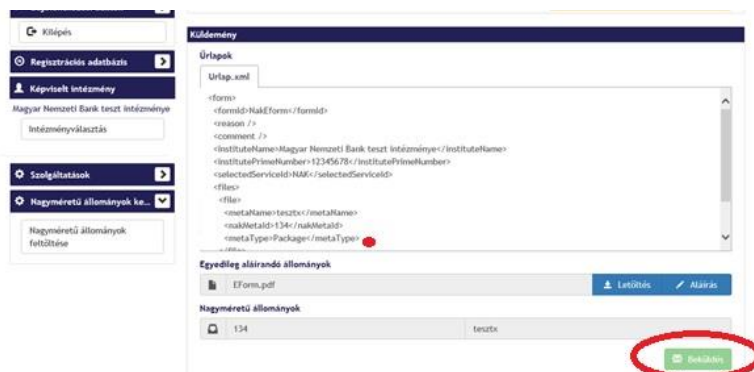 Kilépés
Regisztrációs adatbázis
Képviselt intézmény
Magyar Nemzeti Bank teszt intézménye
Intézményválasztás
Szolgáltatások
Nagyméretű állományok ke...
Nagyméretű állományok
feltöltése
Küldemény
Űrlapok
Urlap.xml
<form>
<formId>NakEform</formId>
<reason />
<comment />
<instituteName>Magyar Nemzeti Bank teszt intézménye</instituteName>
<institutePrimeNumber>12345678</institutePrimeNumber>
<selectedServiceId>NAK</selectedServiceId>
<files>
<file>
<metaName>tesztx</metaName>
<nakMetaId>134</nakMetaId>
<metaType>Package</metaType>
Egyedileg aláírandó állományok
EForm.pdf
Letöltés
Aláírás
Nagyméretű állományok
134
tesztx
Beküldés